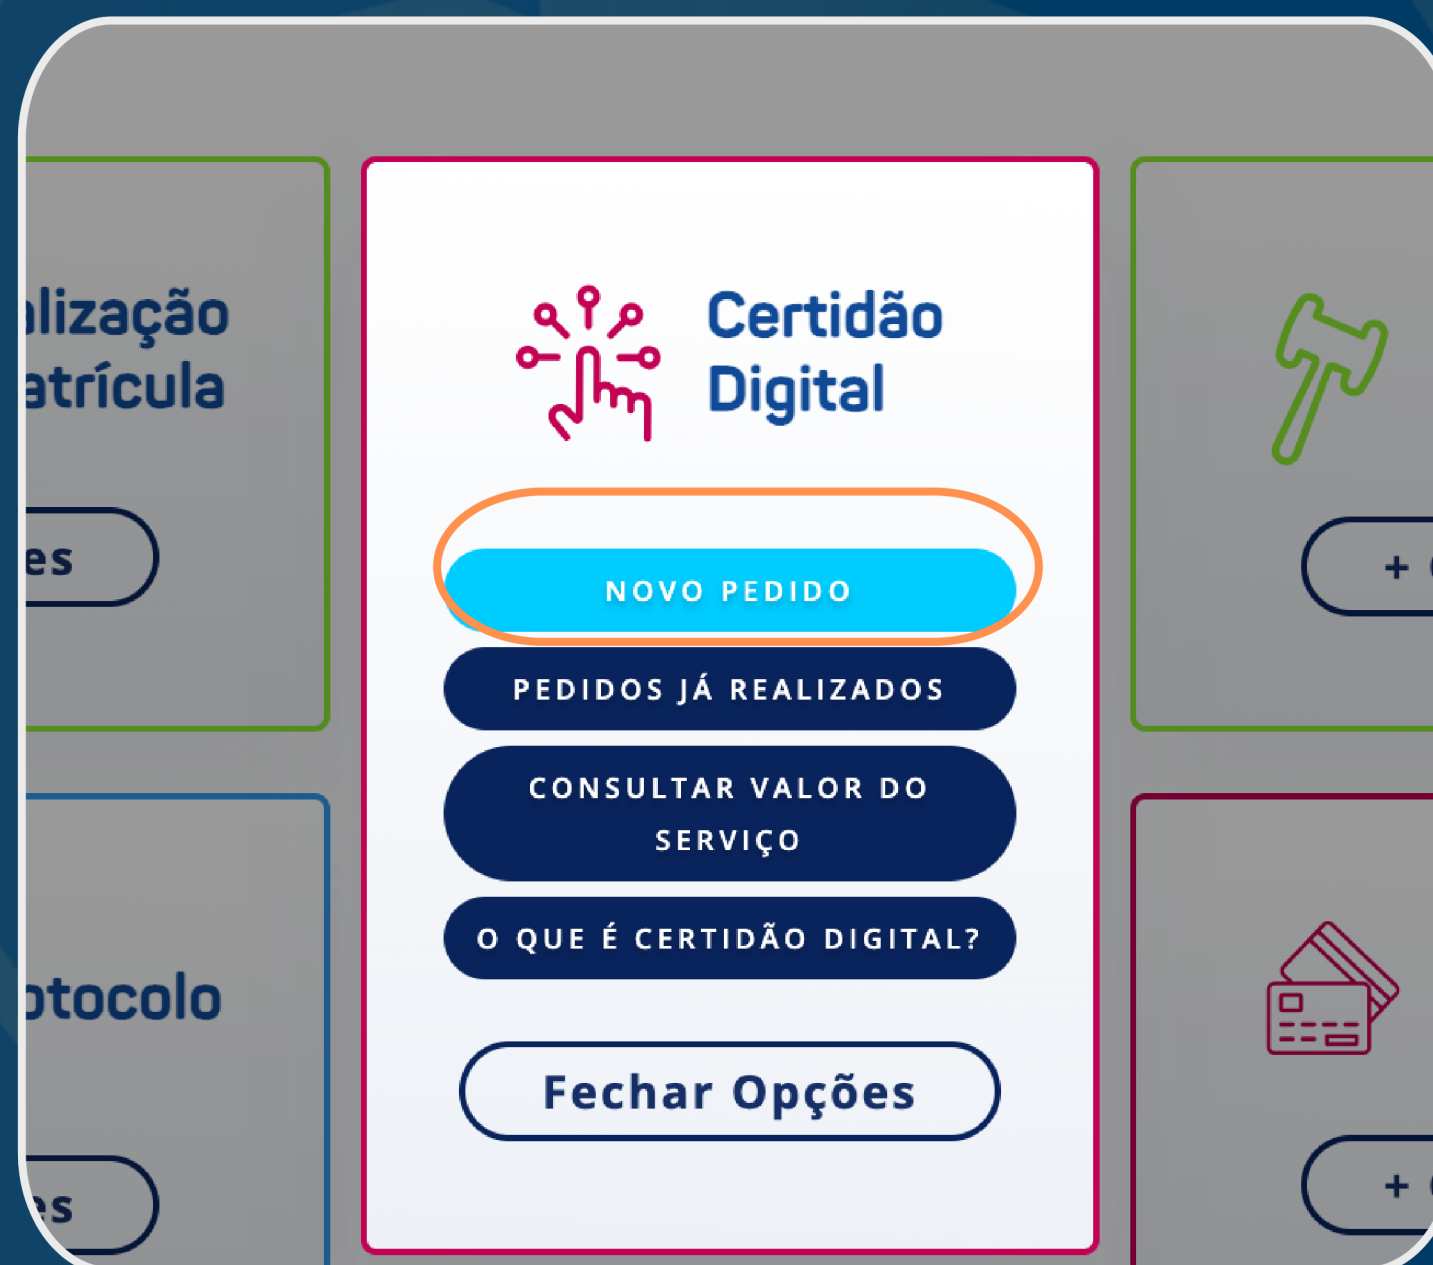 alização
atrícula
es
Certidão
Digital
NOVO PEDIDO
PEDIDOS JÁ REALIZADOS
CONSULTAR VALOR DO
SERVIÇO
O QUE É CERTIDÃO DIGITAL?
Fechar Opções
otocolo
es
+
+